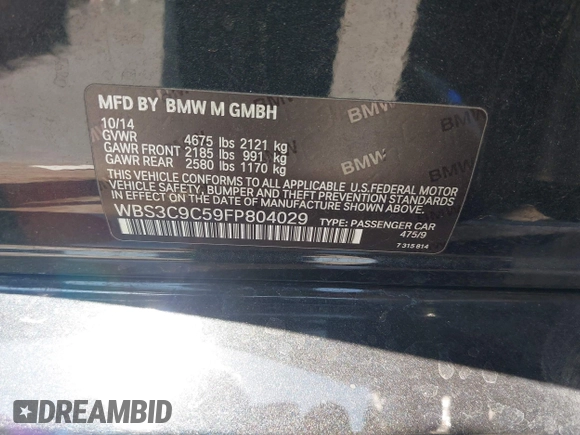 MFD BY BMW M GMBH
10/14
GVWR 4675 lbs 2121 kg
GAWR FRONT 2185 lbs 991 kg
GAWR REAR 2580 lbs 1170 kg
THIS VEHICLE CONFORMS TO ALL APPLICABLE U.S.FEDERAL MOTOR
VEHICLE SAFETY, BUMPER AND THEFT PREVENTION STANDARDS
IN EFFECT ON THE DATE OF MANUFACTURE SHOWN ABOVE.
WBS3C9C59FP804029 TYPE: PASSENGER CAR
475/9
7 315 814
BMW
BMW
DREAMBID